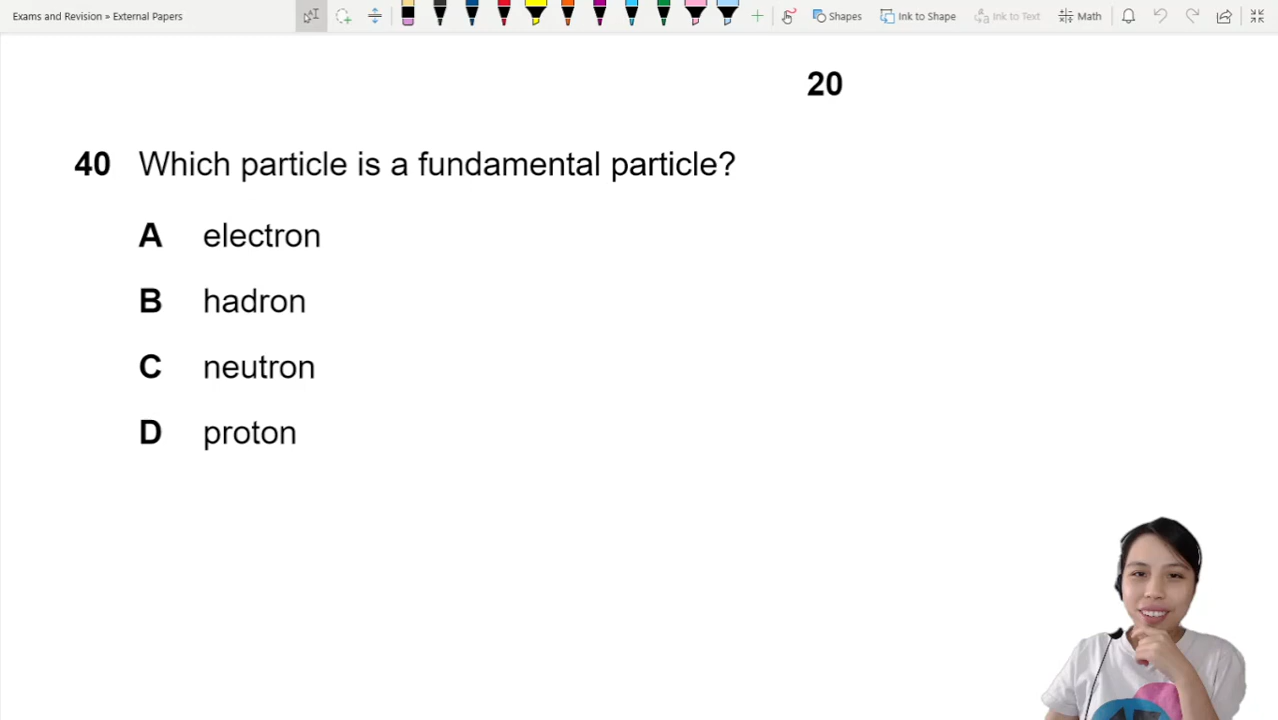 Exams and Revision » External Papers
Shapes
Ink to Shape
Ink to Text
Math
20
40 Which particle is a fundamental particle?
A electron
B hadron
C neutron
D proton